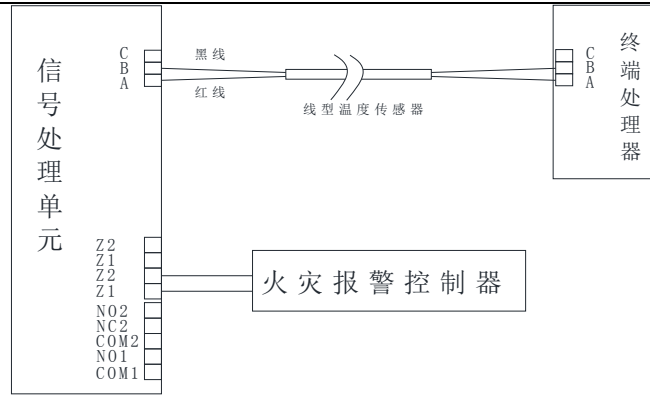 信号处理单元
C
B
A
黑线
红线
线型温度传感器
C
B
A
终端处理器
Z2
Z1
Z2
Z1
NO2
NC2
COM2
NO1
COM1
火灾报警控制器